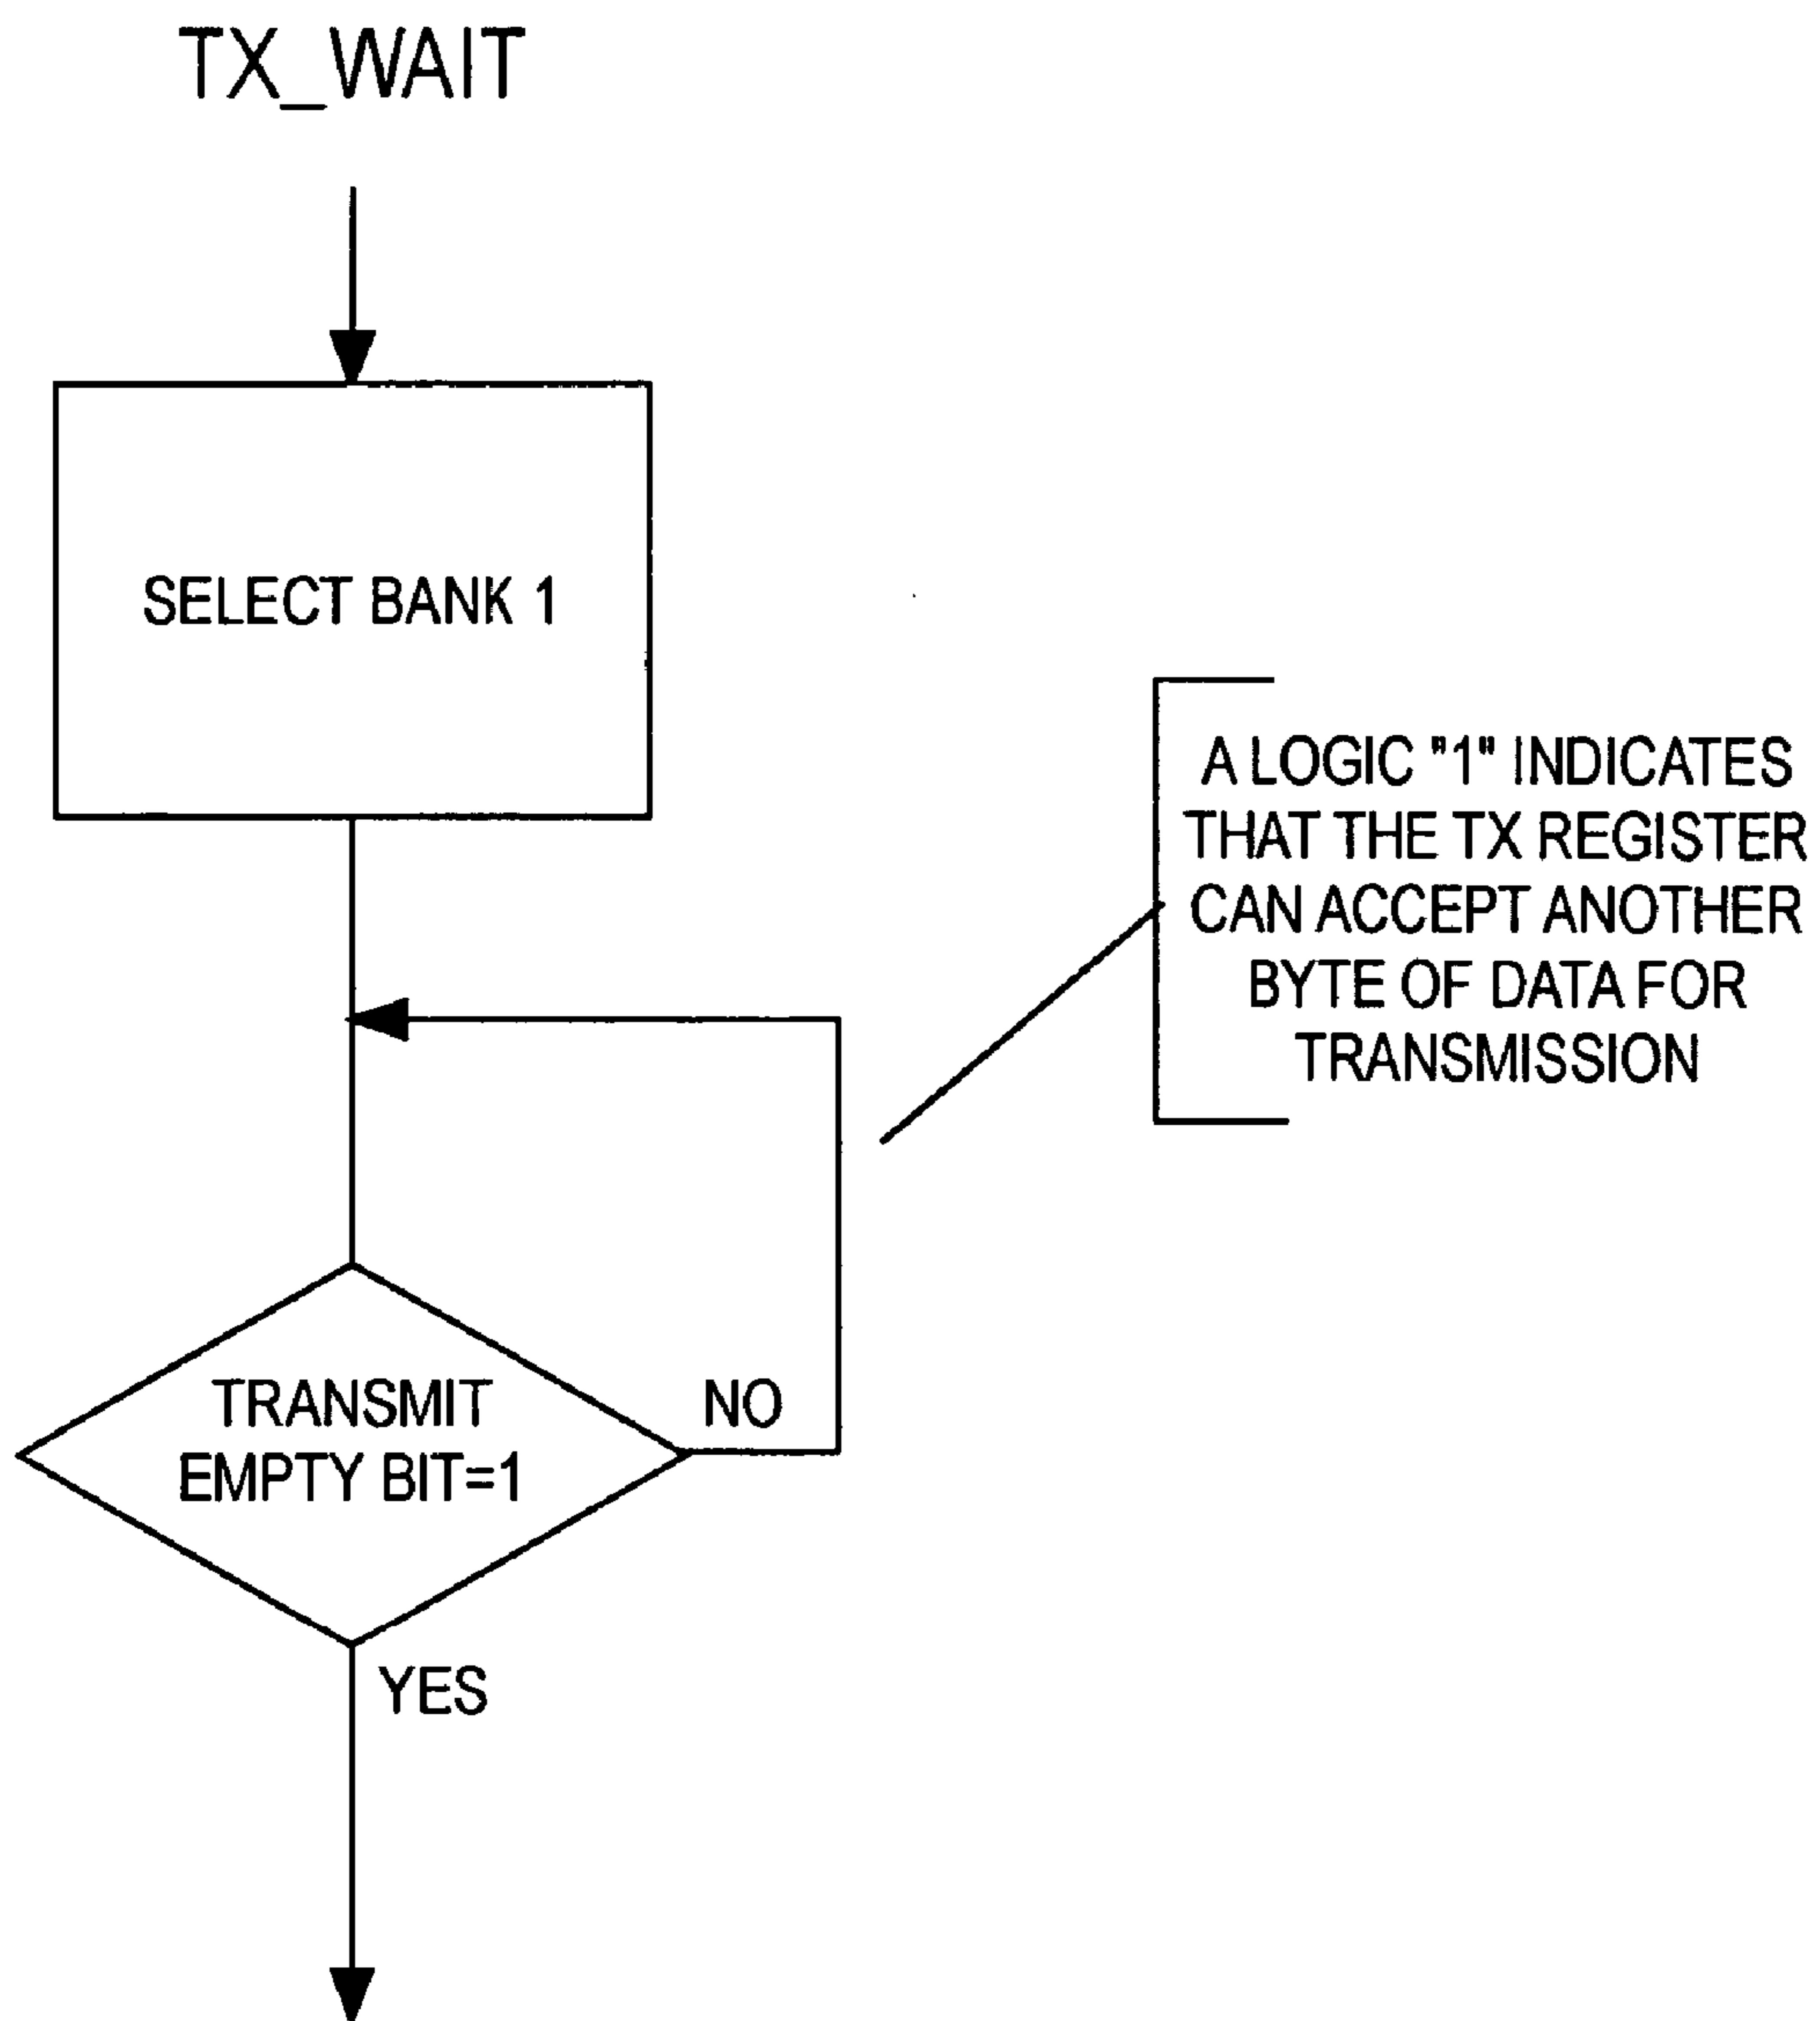 TX_WAIT
SELECT BANK 1
A LOGIC "1" INDICATES
THAT THE TX REGISTER
CAN ACCEPT ANOTHER
BYTE OF DATA FOR
TRANSMISSION
TRANSMIT
EMPTY BIT=1
NO
YES